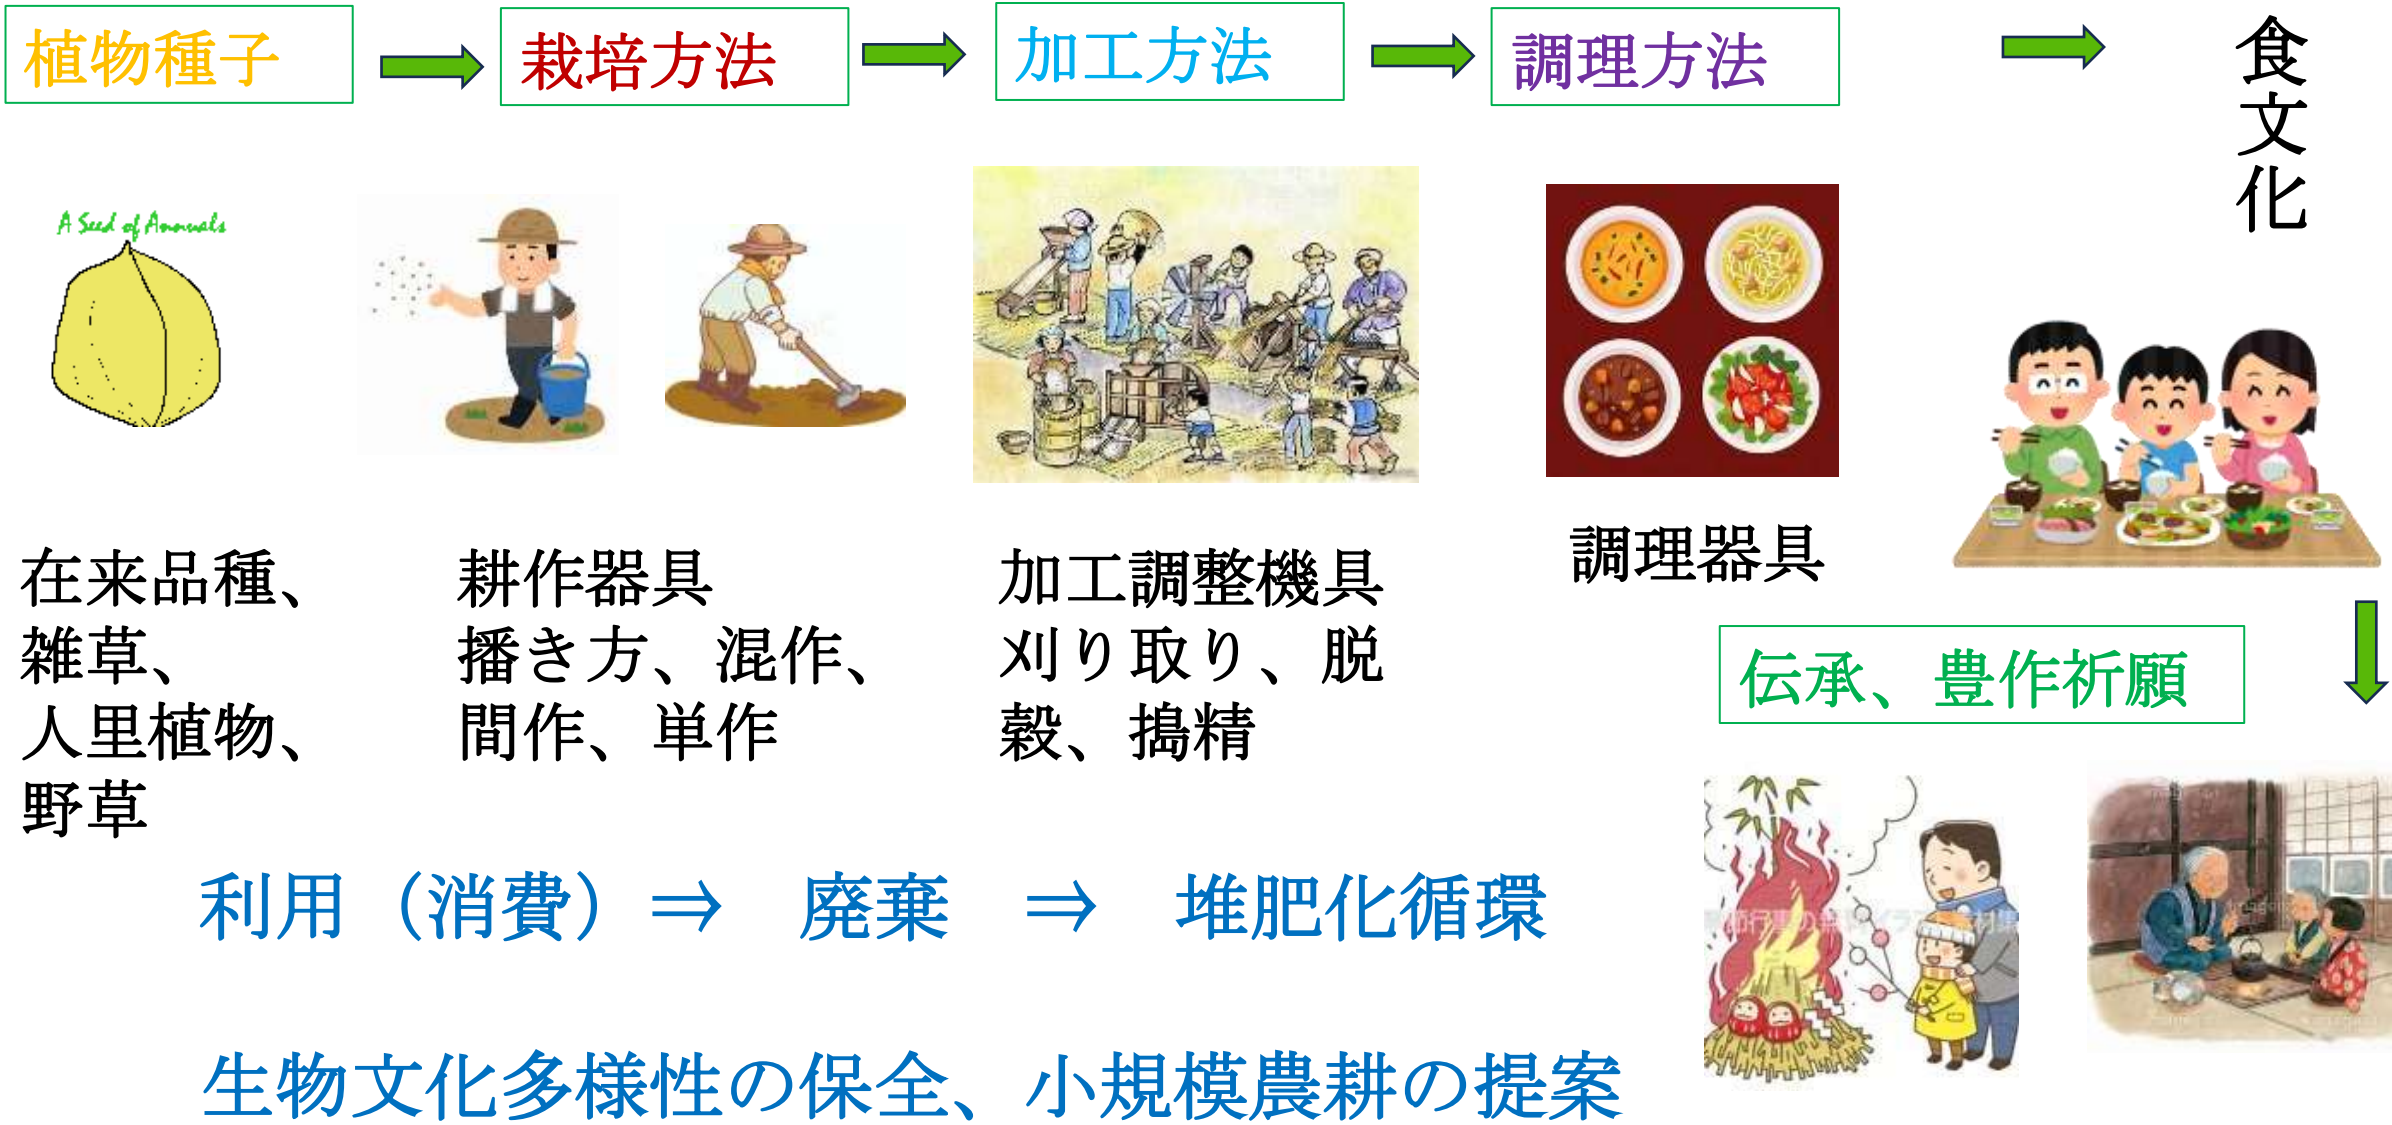 植物種子
栽培方法
加工方法
調理方法
食文化
A Seed of Annuals
在来品種、
雑草、
人里植物、
野草
耕作器具
播き方、混作、
間作、単作
加工調整機具
刈り取り、脱
穀、搗精
調理器具
伝承、豊作祈願
利用（消費）⇒ 廃棄 ⇒ 堆肥化循環
生物文化多様性の保全、小規模農耕の提案